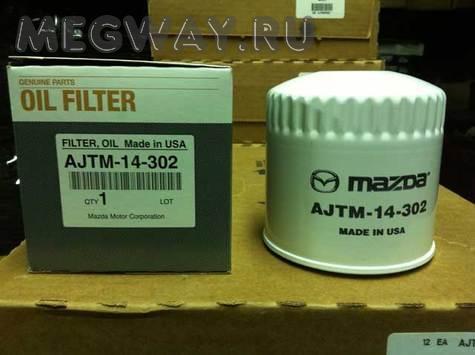 MEGWAY.RU
GENUINE PARTS
OIL FILTER
FILTER, OIL Made in USA
AJTM-14-302
QTY 1 LOT
Mazda Motor Corporation
mazda
AJTM-14-302
MADE IN USA
12 EA AJT